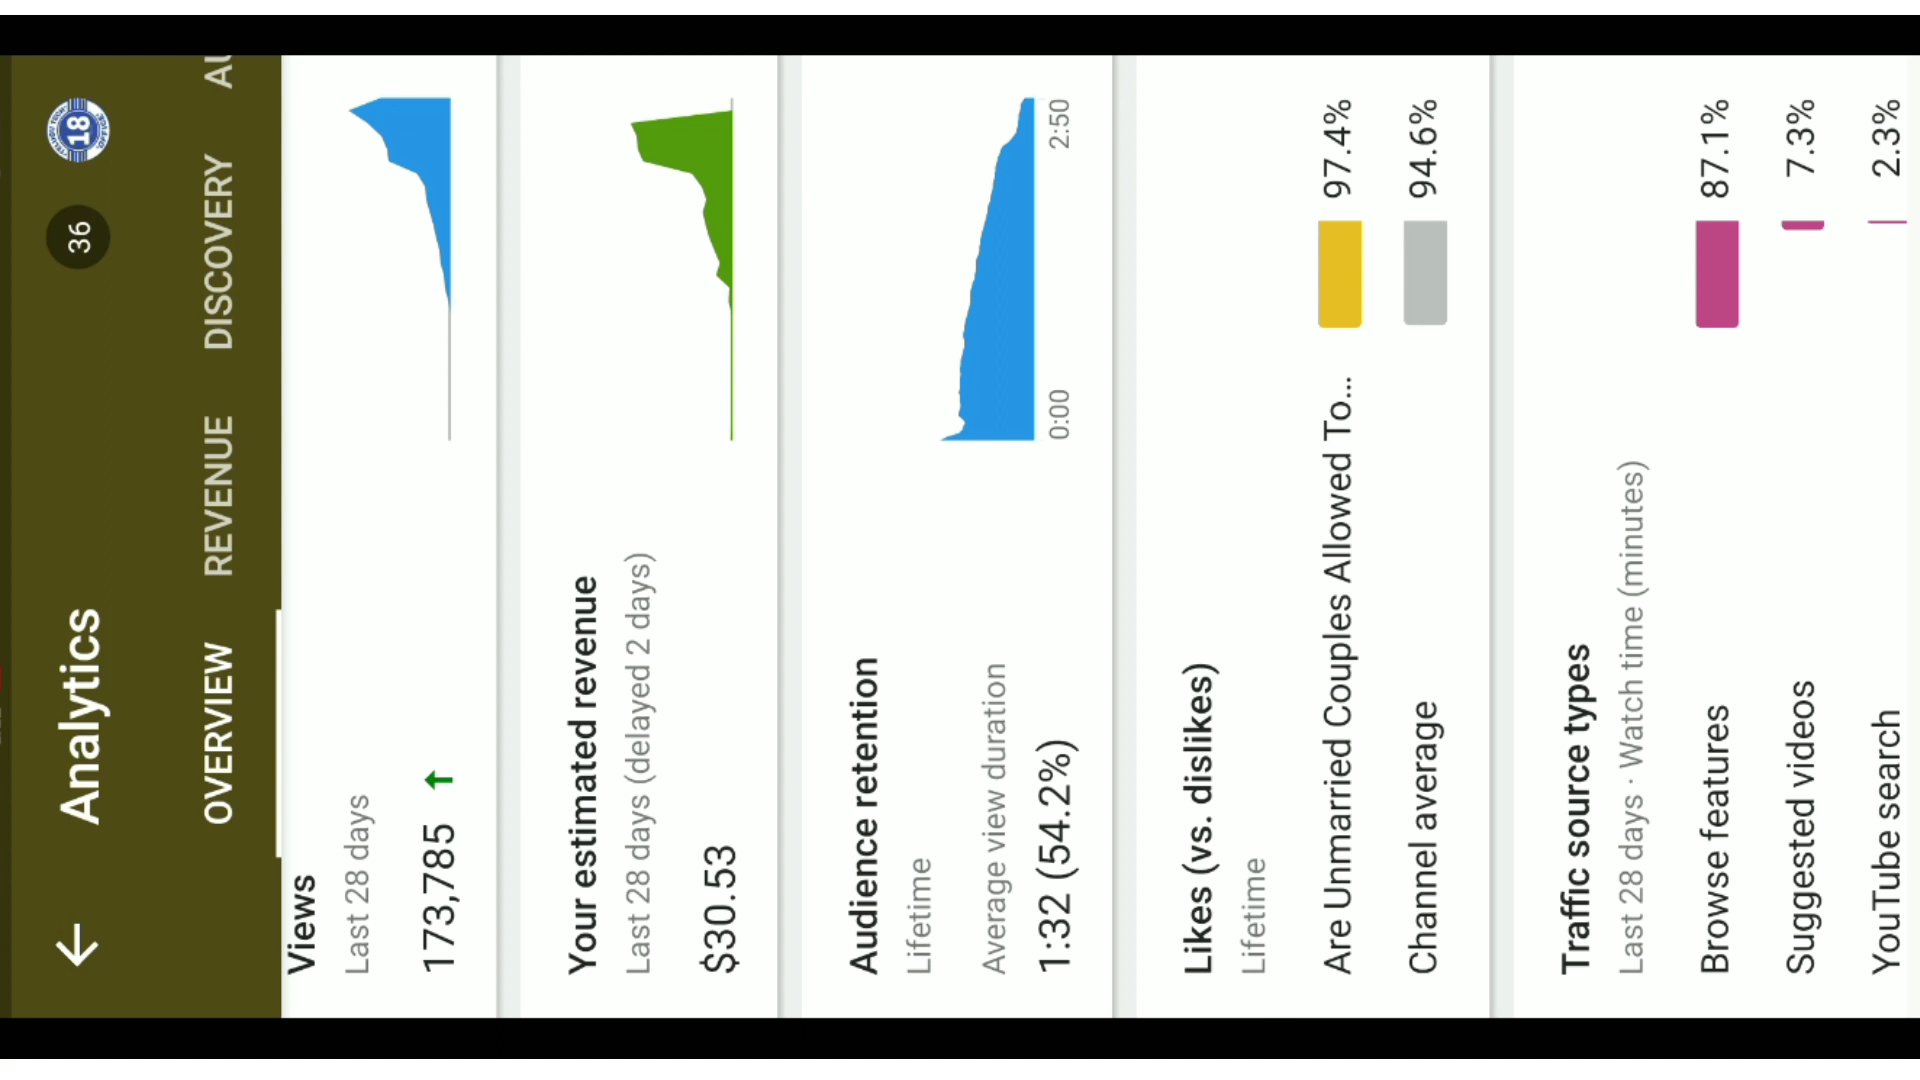 Analytics
36
18
OVERVIEW
REVENUE
DISCOVERY
AU
Views
Last 28 days
173,785
Your estimated revenue
Last 28 days (delayed 2 days)
$30.53
Audience retention
Lifetime
Average view duration
1:32 (54.2%)
0:00
2:50
Likes (vs. dislikes)
Lifetime
Are Unmarried Couples Allowed To... 97.4%
Channel average 94.6%
Traffic source types
Last 28 days · Watch time (minutes)
Browse features 87.1%
Suggested videos 7.3%
YouTube search 2.3%